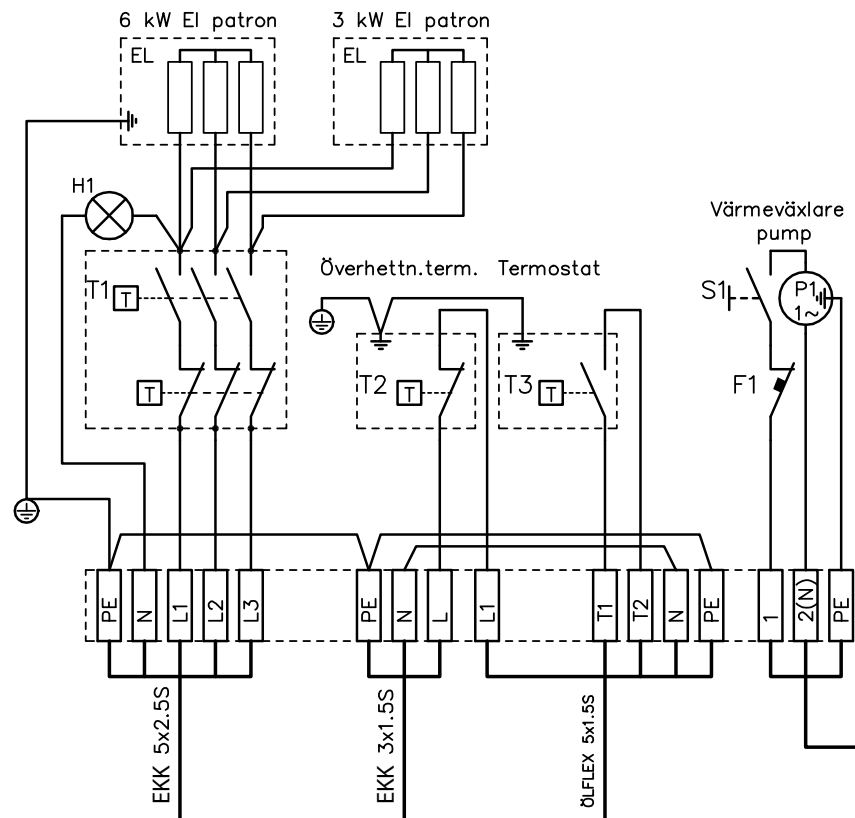 6 kW El patron
3 kW El patron
EL
EL
H1
Värmeväxlare
pump
Överhettn.term. Termostat
T1
T
S1
P1
1~
T
T2
T
T3
T
F1
PE
N
L1
L2
L3
PE
N
L
L1
T1
T2
N
PE
1
2(N)
PE
EKK 5x2.5S
EKK 3x1.5S
ÖLFLEX 5x1.5S